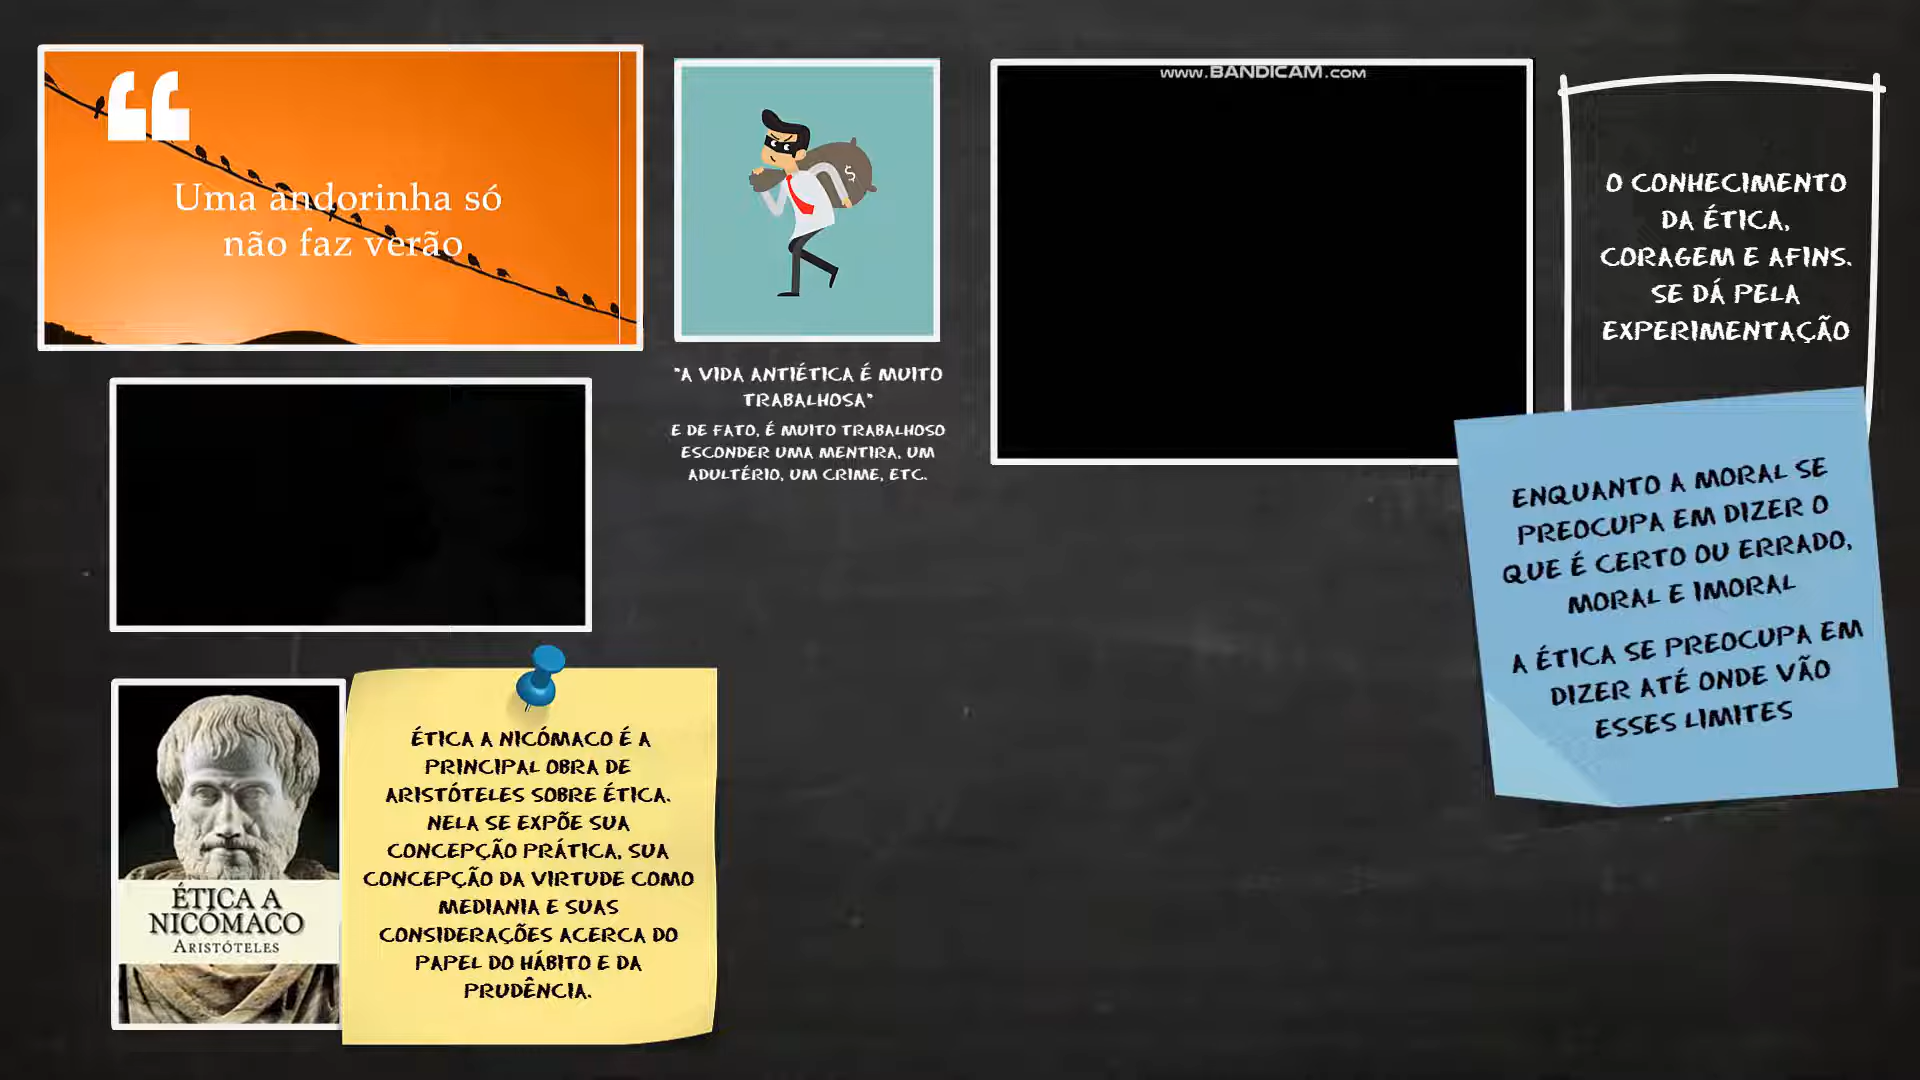 Uma andorinha só
não faz verão
$
"A VIDA ANTIÉTICA É MUITO
TRABALHOSA"
E DE FATO, É MUITO TRABALHOSO
ESCONDER UMA MENTIRA, UM
ADULTÉRIO, UM CRIME, ETC.
www.BANDICAM.com
O CONHECIMENTO
DA ÉTICA,
CORAGEM E AFINS.
SE DÁ PELA
EXPERIMENTAÇÃO
ENQUANTO A MORAL SE
PREOCUPA EM DIZER O
QUE É CERTO OU ERRADO,
MORAL E IMORAL
A ÉTICA SE PREOCUPA EM
DIZER ATÉ ONDE VÃO
ESSES LIMITES
ÉTICA A
NICÔMACO
ARISTÓTELES
ÉTICA A NICÓMACO É A
PRINCIPAL OBRA DE
ARISTÓTELES SOBRE ÉTICA.
NELA SE EXPÕE SUA
CONCEPÇÃO PRÁTICA, SUA
CONCEPÇÃO DA VIRTUDE COMO
MEDIANIA E SUAS
CONSIDERAÇÕES ACERCA DO
PAPEL DO HÁBITO E DA
PRUDÊNCIA.